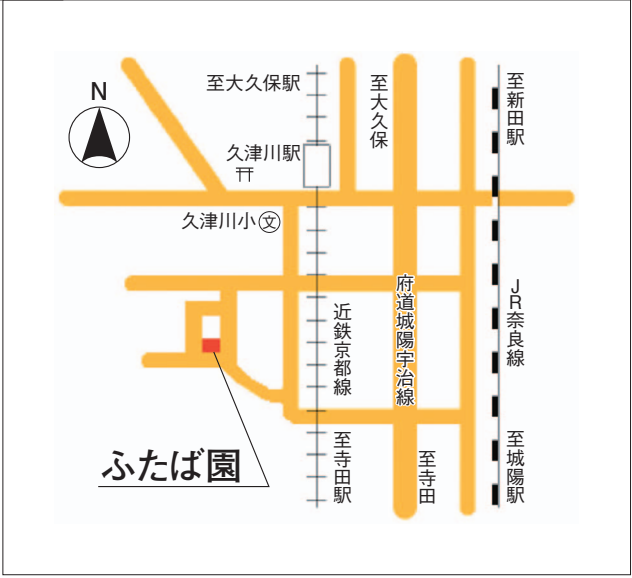 N
至大久保駅
至大久保
至新田駅
久津川駅
久津川小
文
近鉄京都線
府道城陽宇治線
JR奈良線
ふたば園
至寺田駅
至寺田
至城陽駅